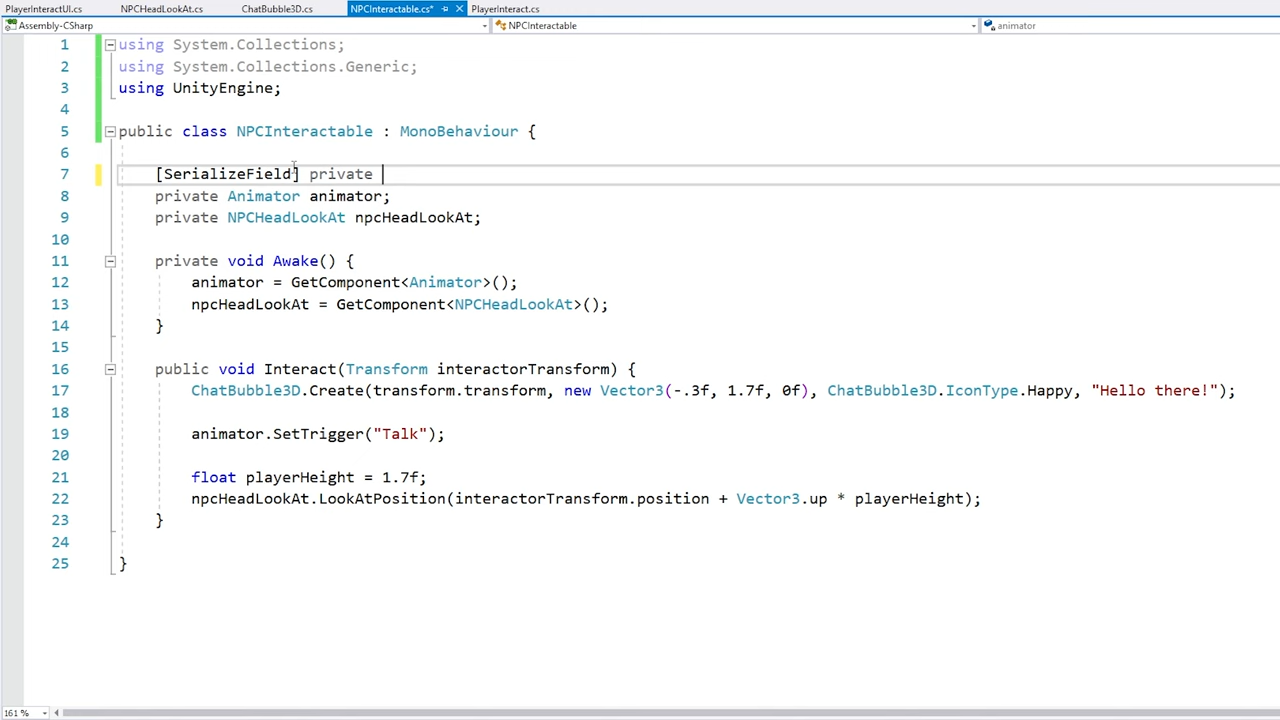 PlayerInteractUI.cs NPCHeadLookAt.cs ChatBubble3D.cs NPCInteractable.cs* PlayerInteract.cs
Assembly-CSharp NPCInteractable animator
1 using System.Collections;
2 using System.Collections.Generic;
3 using UnityEngine;
4
5 public class NPCInteractable : MonoBehaviour {
6
7 [SerializeField] private
8 private Animator animator;
9 private NPCHeadLookAt npcHeadLookAt;
10
11 private void Awake() {
12 animator = GetComponent<Animator>();
13 npcHeadLookAt = GetComponent<NPCHeadLookAt>();
14 }
15
16 public void Interact(Transform interactorTransform) {
17 ChatBubble3D.Create(transform.transform, new Vector3(-.3f, 1.7f, 0f), ChatBubble3D.IconType.Happy, "Hello there!");
18
19 animator.SetTrigger("Talk");
20
21 float playerHeight = 1.7f;
22 npcHeadLookAt.LookAtPosition(interactorTransform.position + Vector3.up * playerHeight);
23 }
24
25 }
161 %